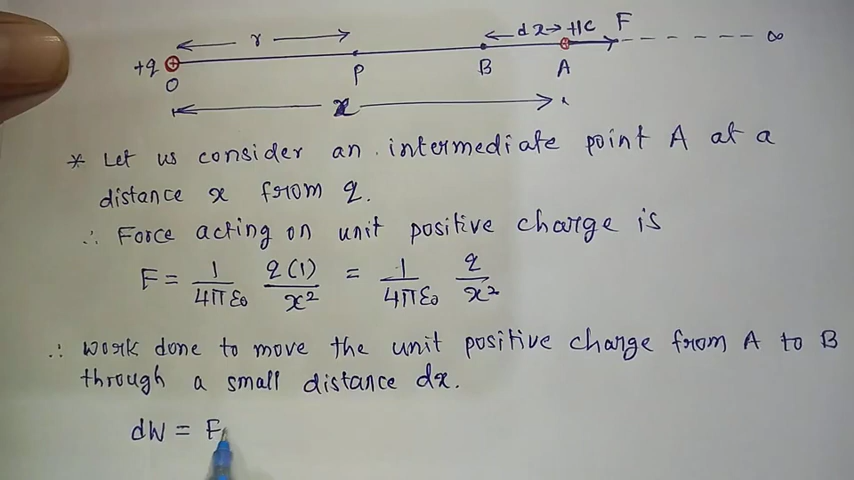 r dx +1C F
+q O P B A ∞
x
* Let us consider an intermediate point A at a
distance x from q.
∴ Force acting on unit positive charge is
F = 1/4πε₀ q(1)/x² = 1/4πε₀ q/x²
∴ work done to move the unit positive charge from A to B
through a small distance dx.
dW = F